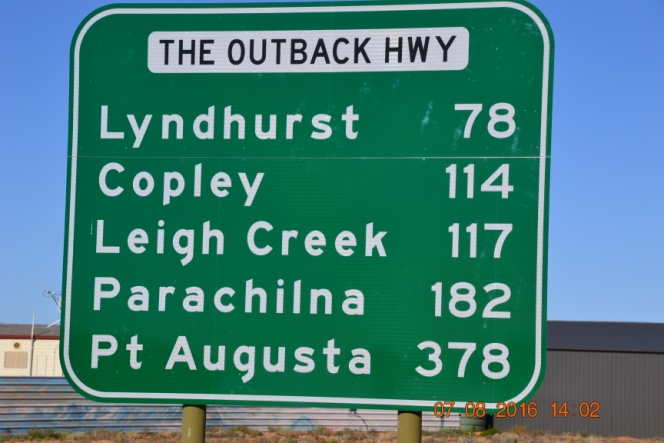 THE OUTBACK HWY
Lyndhurst 78
Copley 114
Leigh Creek 117
Parachilna 182
Pt Augusta 378
07 08 2016 14 02